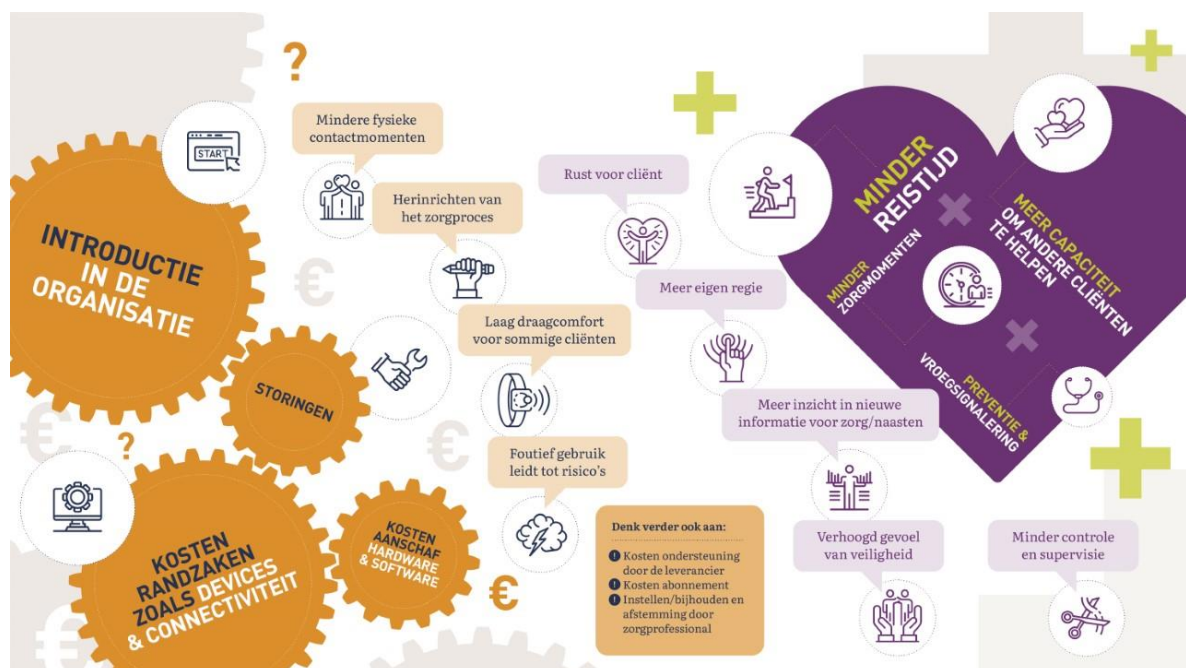 START
INTRODUCTIE
IN DE
ORGANISATIE
STORINGEN
KOSTEN
RANDZAKEN
ZOALS DEVICES
& CONNECTIVITEIT
KOSTEN
AANSCHAF
HARDWARE
& SOFTWARE
?
?
€
€
€
€
€
Mindere fysieke
contactmomenten
Herinrichten van
het zorgproces
Laag draagcomfort
voor sommige cliënten
Foutief gebruik
leidt tot risico's
Denk verder ook aan:
! Kosten ondersteuning
door de leverancier
! Kosten abonnement
! Instellen/bijhouden en
afstemming door
zorgprofessional
Rust voor cliënt
Meer eigen regie
Meer inzicht in nieuwe
informatie voor zorg/naasten
Verhoogd gevoel
van veiligheid
Minder controle
en supervisie
MINDER
REISTIJD
MINDER
ZORGMOMENTEN
MEER CAPACITEIT
OM ANDERE CLIËNTEN
TE HELPEN
PREVENTIE &
VROEGSIGNALERING